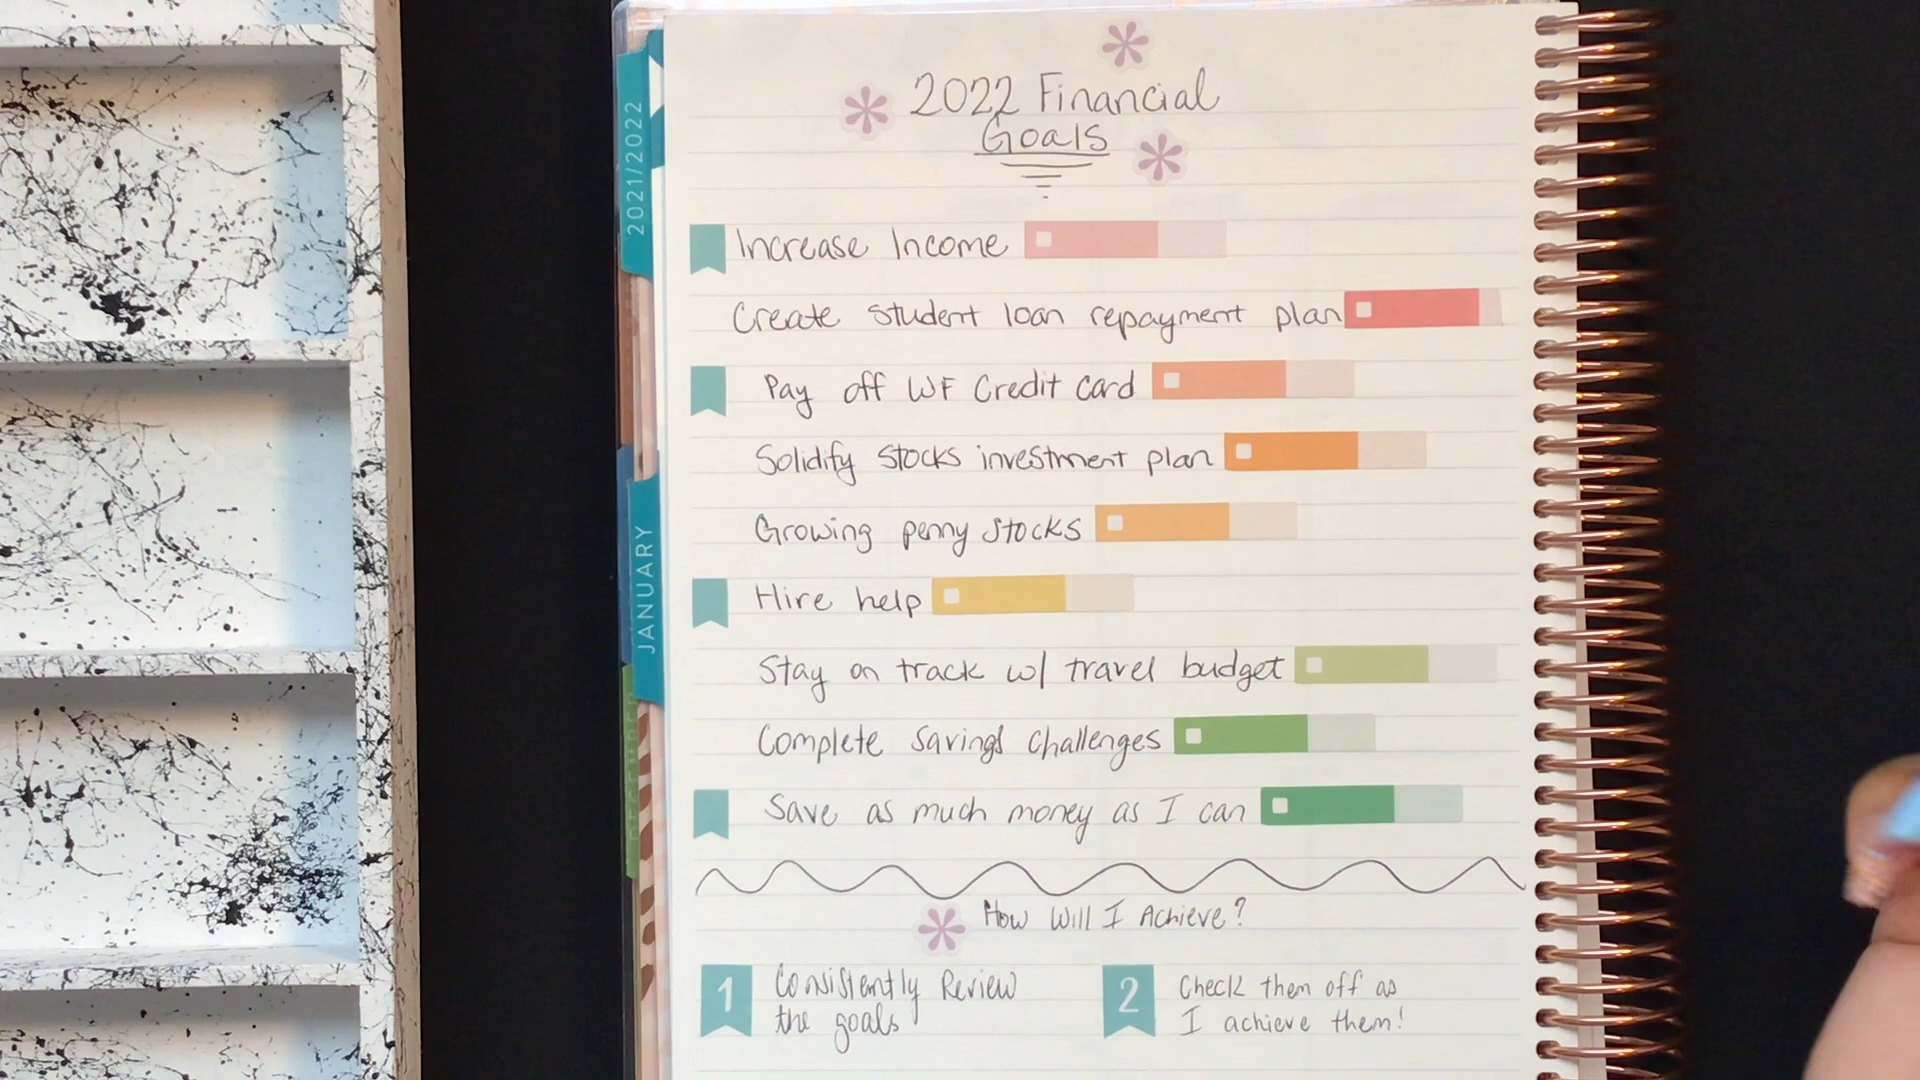 2022 Financial
Goals
2021/2022
Increase Income
Create student loan repayment plan
Pay off WF Credit Card
Solidify Stocks investment plan
Growing penny stocks
JANUARY
Hire help
Stay on track w/ travel budget
Complete Savings Challenges
DECEMBER
Save as much money as I can
How Will I Achieve?
1 Consistently Review
the goals
2 Check them off as
I achieve them!